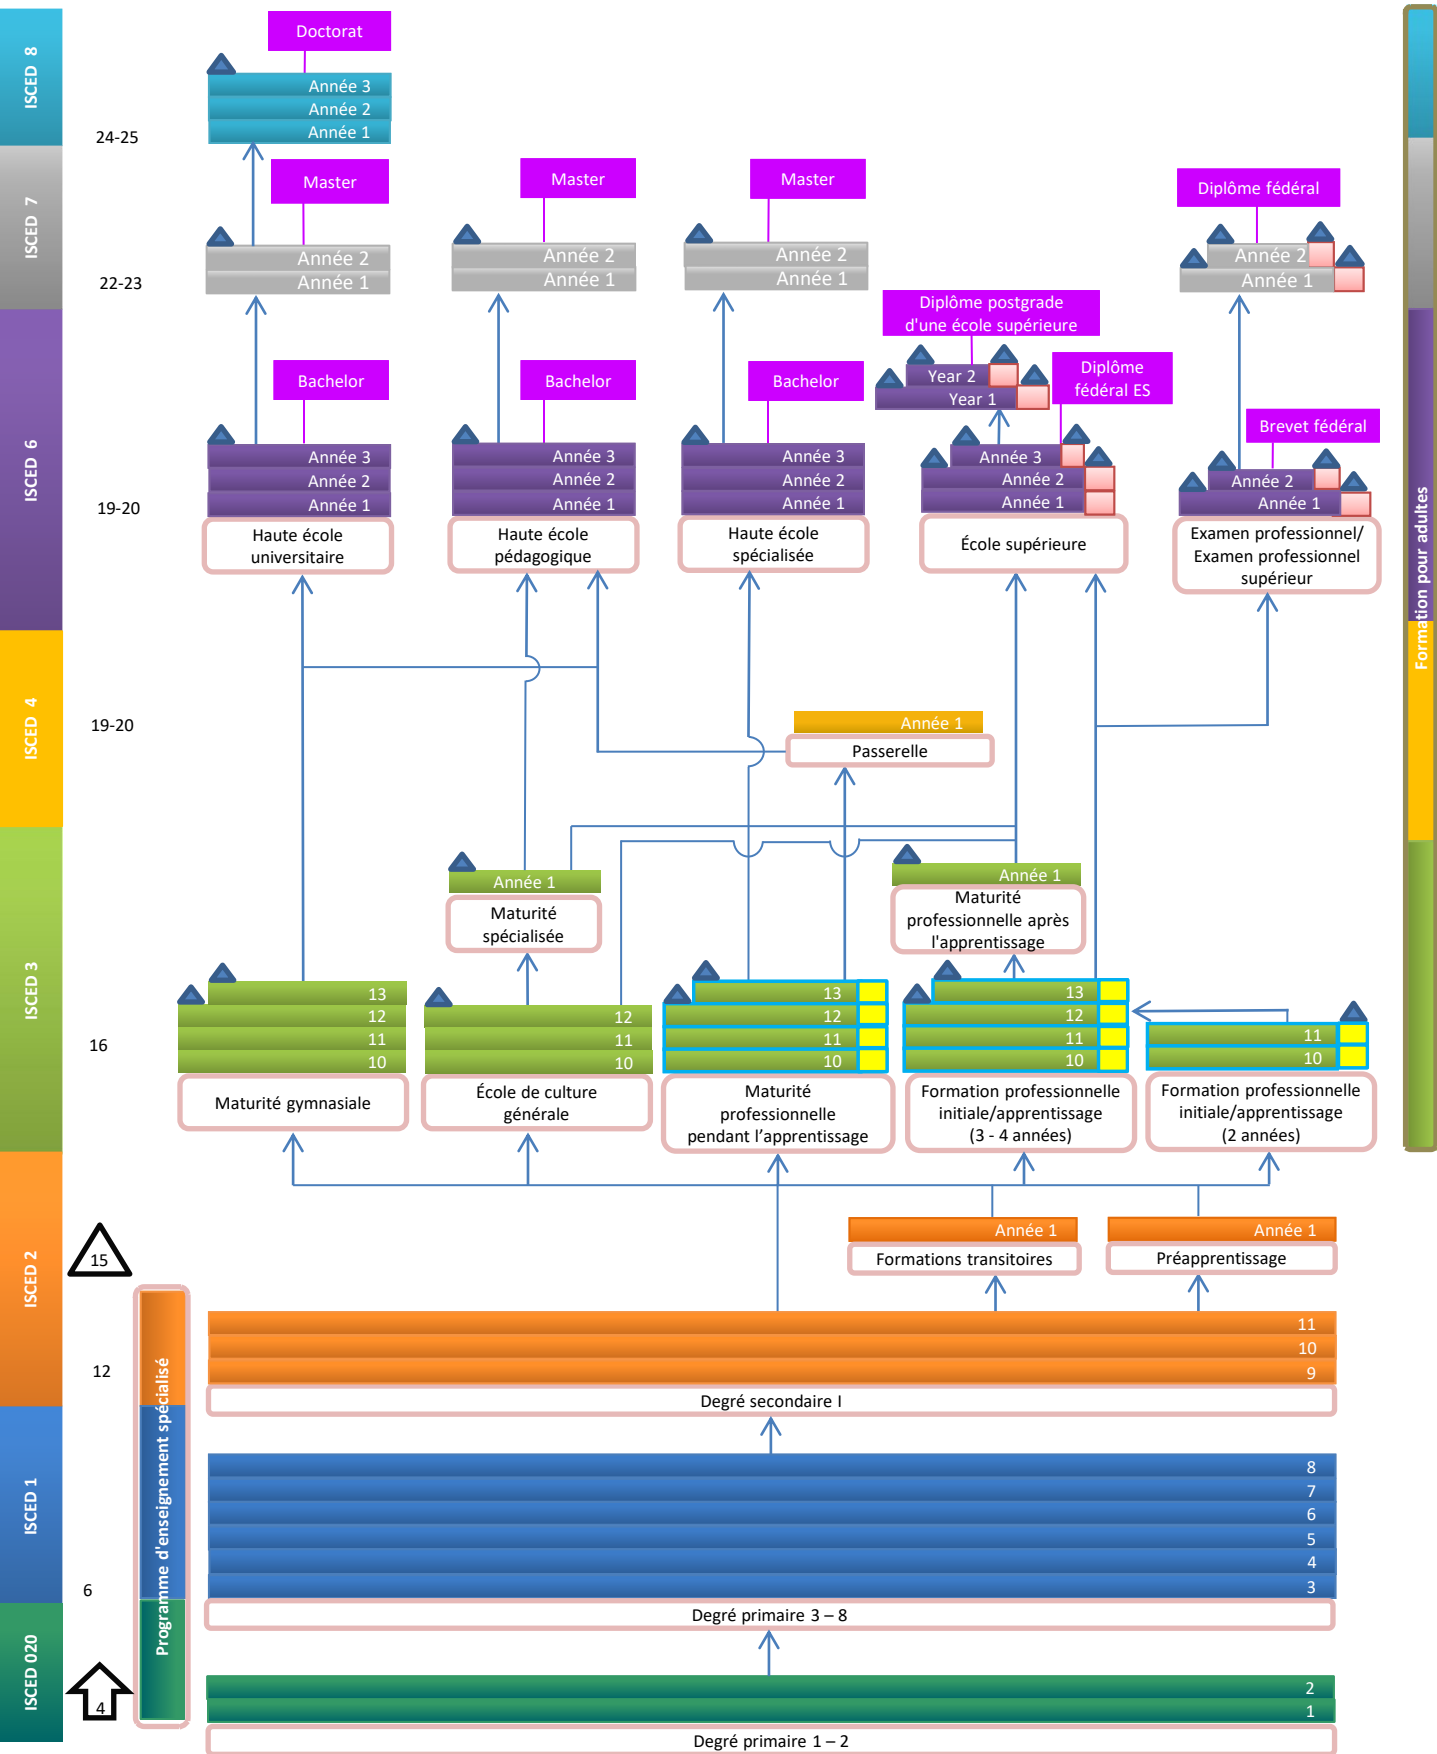 ISCED 8
ISCED 7
ISCED 6
ISCED 4
ISCED 3
ISCED 2
ISCED 1
ISCED 020
24-25
22-23
19-20
19-20
16
15
12
6
4
Programme d'enseignement spécialisé
Formation pour adultes
Doctorat
Année 3
Année 2
Année 1
Master
Année 2
Année 1
Master
Année 2
Année 1
Master
Année 2
Année 1
Diplôme fédéral
Année 2
Année 1
Diplôme postgrade
d'une école supérieure
Year 2
Year 1
Bachelor
Année 3
Année 2
Année 1
Haute école
universitaire
Bachelor
Année 3
Année 2
Année 1
Haute école
pédagogique
Bachelor
Année 3
Année 2
Année 1
Haute école
spécialisée
Diplôme
fédéral ES
Année 3
Année 2
Année 1
École supérieure
Brevet fédéral
Année 2
Année 1
Examen professionnel/
Examen professionnel
supérieur
Année 1
Passerelle
Année 1
Maturité
spécialisée
Année 1
Maturité
professionnelle après
l'apprentissage
13
12
11
10
Maturité gymnasiale
12
11
10
École de culture
générale
13
12
11
10
Maturité
professionnelle
pendant l’apprentissage
13
12
11
10
Formation professionnelle
initiale/apprentissage
(3 - 4 années)
11
10
Formation professionnelle
initiale/apprentissage
(2 années)
Année 1
Formations transitoires
Année 1
Préapprentissage
11
10
9
Degré secondaire I
8
7
6
5
4
3
Degré primaire 3 – 8
2
1
Degré primaire 1 – 2